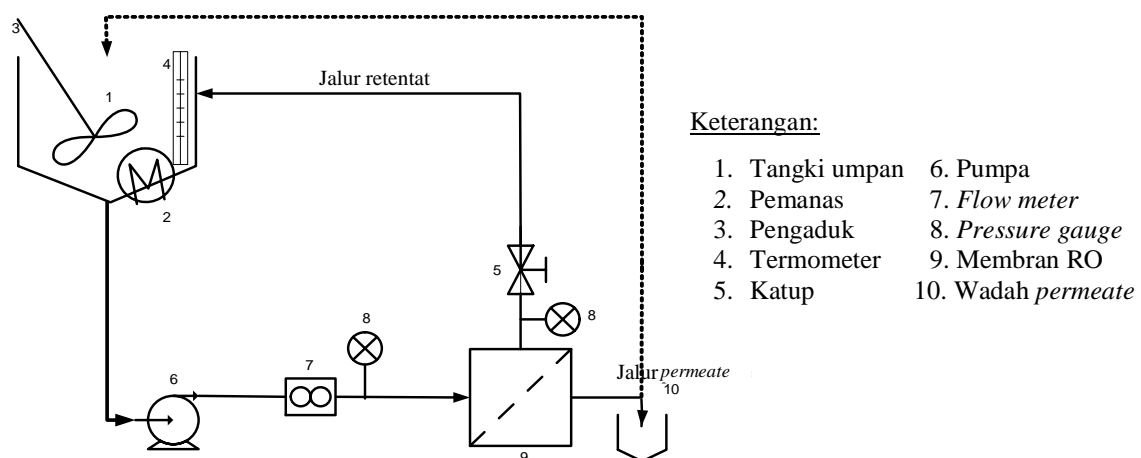 3
4
Jalur retentat
1
2
5
8
8
7
6
Jalur permeate
10
9
Keterangan:
1. Tangki umpan 6. Pumpa
2. Pemanas 7. Flow meter
3. Pengaduk 8. Pressure gauge
4. Termometer 9. Membran RO
5. Katup 10. Wadah permeate